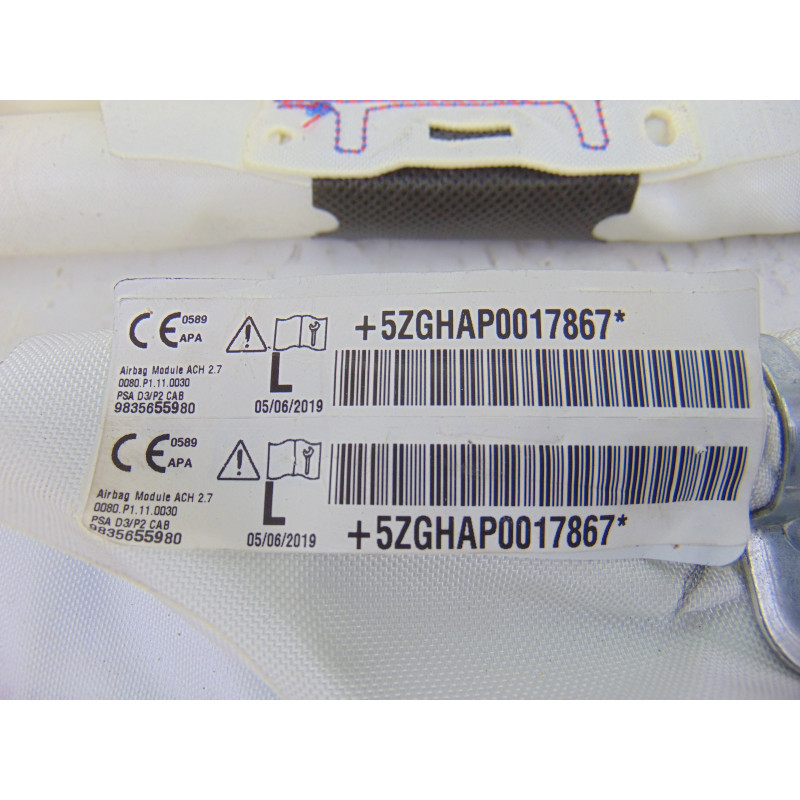 CE 0589
APA
Airbag Module ACH 2.7
0080.P1.11.0030
PSA D3/P2 CAB
9835655980
L
05/06/2019
+5ZGHAP0017867*
CE 0589
APA
Airbag Module ACH 2.7
0080.P1.11.0030
PSA D3/P2 CAB
9835655980
L
05/06/2019
+5ZGHAP0017867*